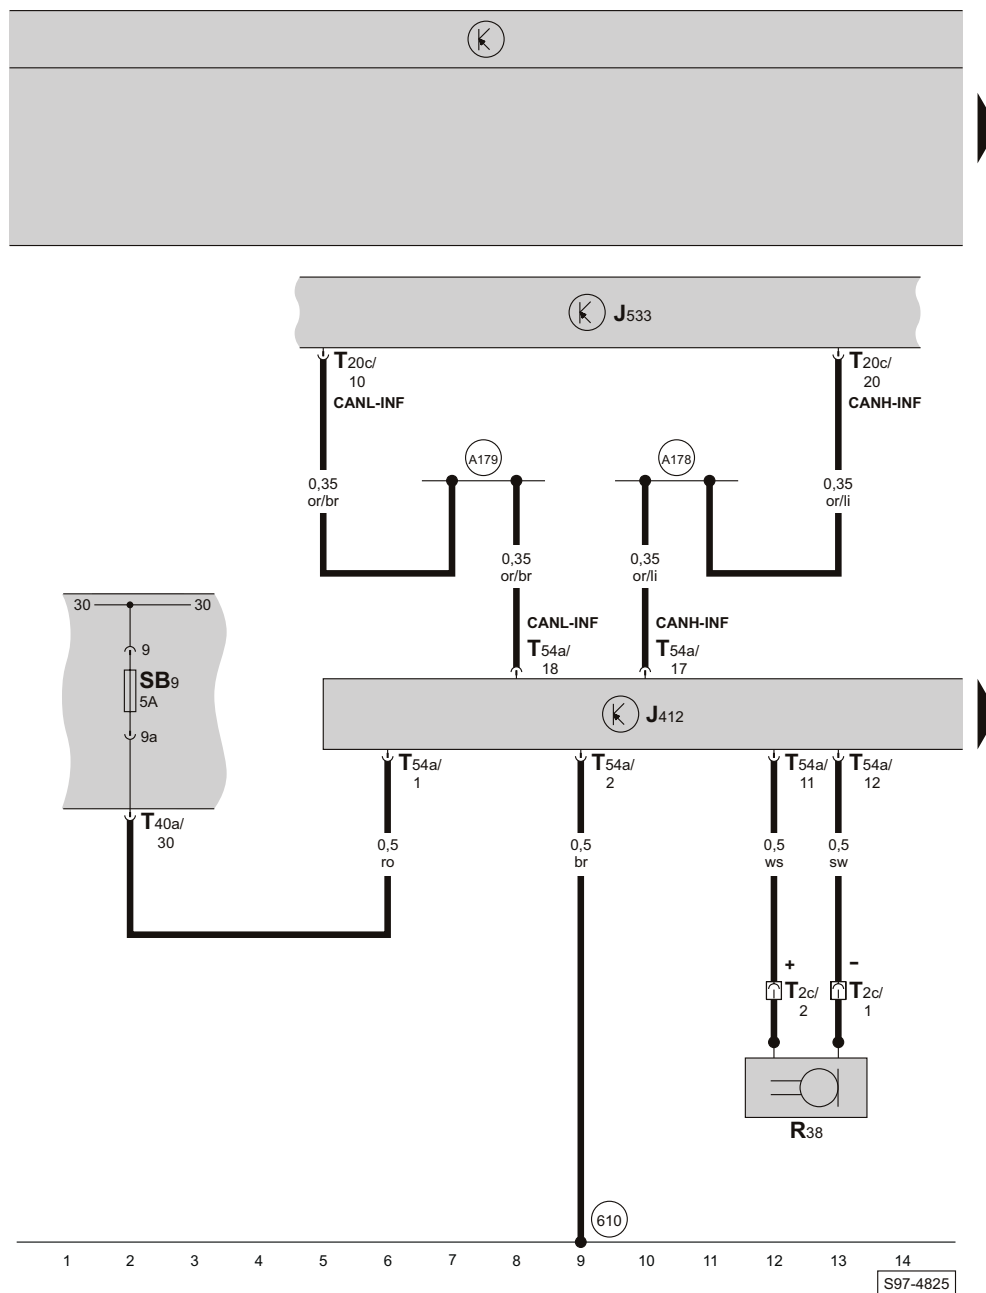 J533
T20c/
10
CANL-INF
T20c/
20
CANH-INF
A179
A178
0,35
or/br
0,35
or/li
0,35
or/br
0,35
or/li
CANL-INF
T54a/
18
CANH-INF
T54a/
17
30
30
9
SB9
5A
9a
T40a/
30
J412
T54a/
1
T54a/
2
T54a/
11
T54a/
12
0,5
ro
0,5
br
0,5
ws
0,5
sw
+
T2c/
2
-
T2c/
1
R38
610
1 2 3 4 5 6 7 8 9 10 11 12 13 14
S97-4825